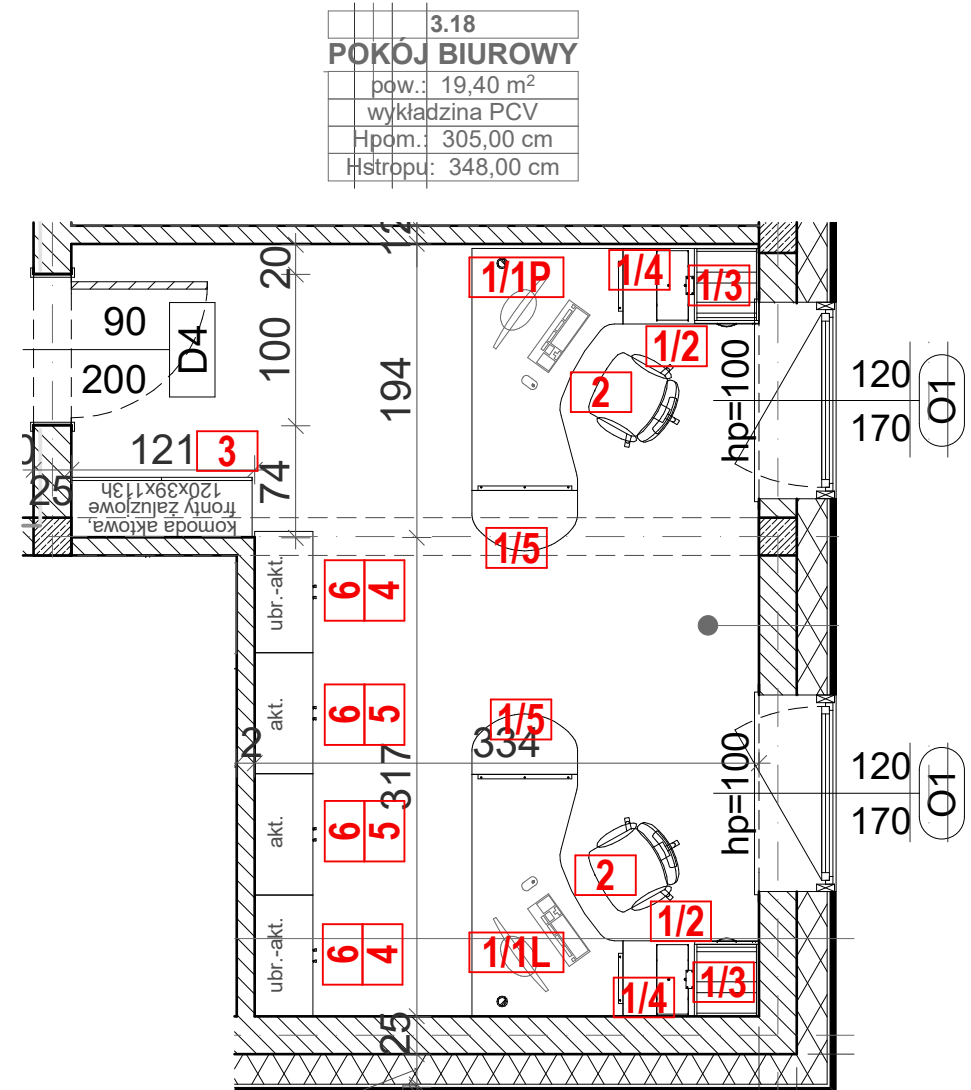 3.18
POKÓJ BIUROWY
pow.: 19,40 m²
wykładzina PCV
Hpom.: 305,00 cm
Hstropu: 348,00 cm
20
1/1P
1/4
1/3
90
200
D4
100
194
1/2
2
hp=100
120
170
O1
121
3
25
74
komoda aktowa,
fronty żaluzjowe
120x39x113h
1/5
ubr.-akt.
6
4
akt.
6
5
1/5
2
334
317
hp=100
120
170
O1
akt.
6
5
2
1/2
ubr.-akt.
6
4
1/1L
1/4
1/3
25